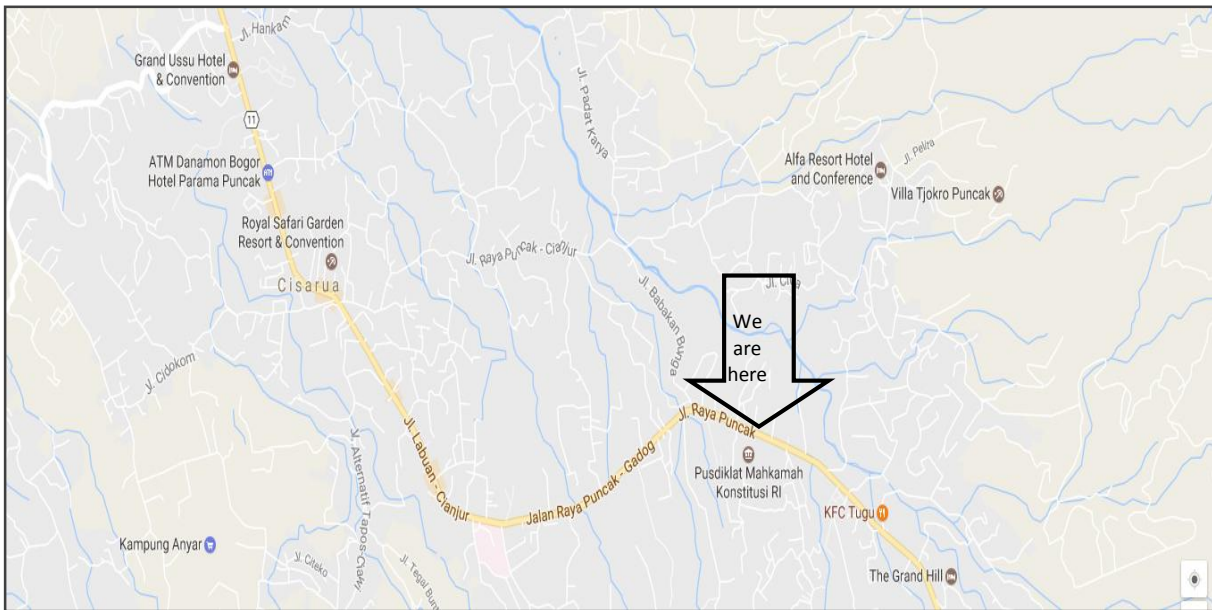 Jl. Hankam
Grand Ussu Hotel
& Convention
11
ATM Danamon Bogor
Hotel Parama Puncak
Royal Safari Garden
Resort & Convention
Cisarua
Jl. Padat Karya
Alfa Resort Hotel
and Conference
Jl. Pelra
Villa Tjokro Puncak
Jl. Raya Puncak - Cianjur
Jl. Babakan Bunga
We
are
here
Jl. Cidokom
Jl. Labuan - Cianjur
Jl. Alternatif Tapos-Ciawi
Jl. Raya Puncak
Jalan Raya Puncak - Gadog
Pusdiklat Mahkamah
Konstitusi RI
KFC Tugu
Kampung Anyar
Jl. Citeko
The Grand Hill